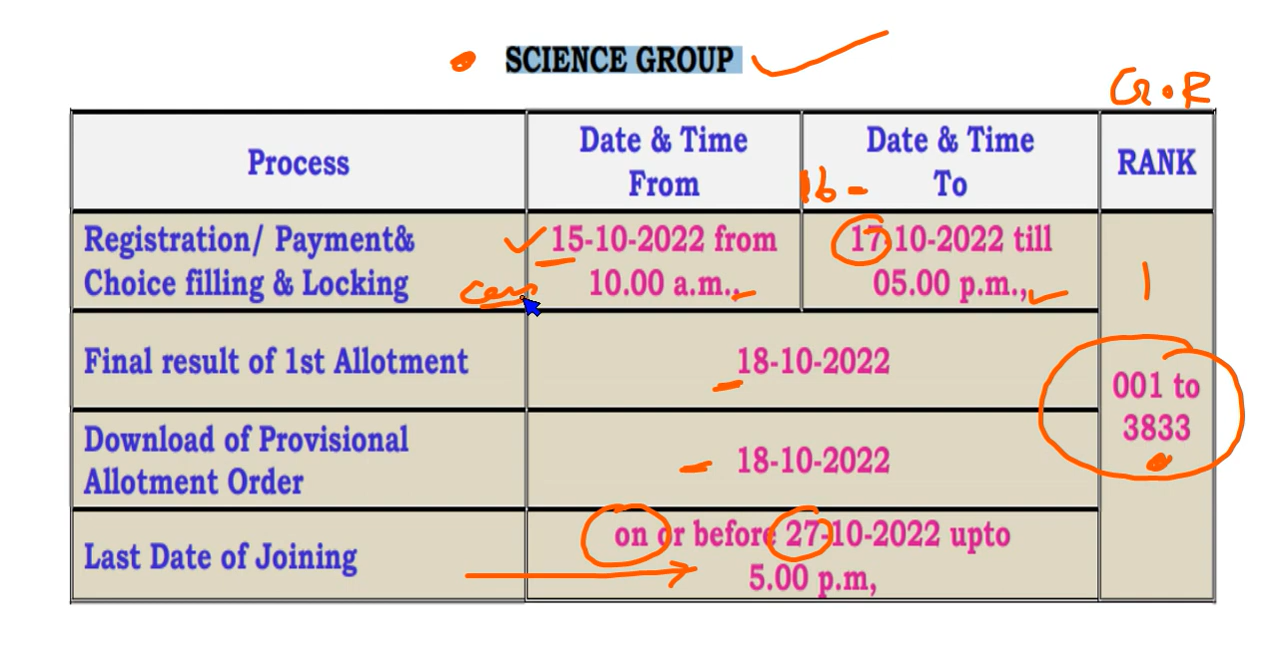 SCIENCE GROUP
G.R
Process
Date & Time
From
Date & Time
To
RANK
16-
Registration/ Payment&
Choice filling & Locking
15-10-2022 from
10.00 a.m.,
17-10-2022 till
05.00 p.m.,
1
001 to
3833
Final result of 1st Allotment
18-10-2022
Download of Provisional
Allotment Order
18-10-2022
Last Date of Joining
on or before 27-10-2022 upto
5.00 p.m,